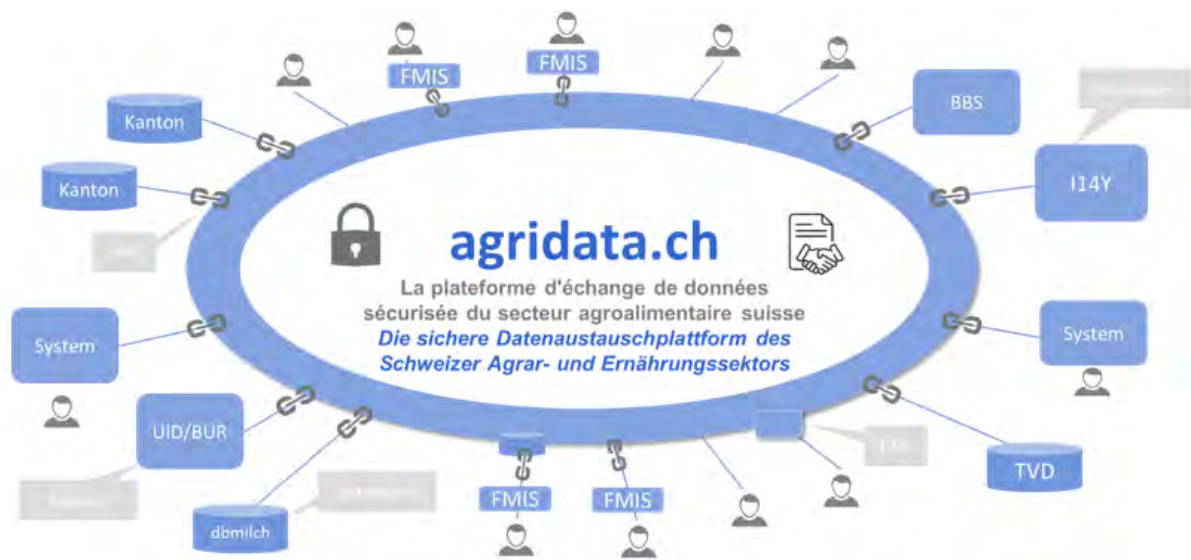 FMIS
FMIS
BBS
Kanton
I14Y
Kanton
agridata.ch
La plateforme d'échange de données
sécurisée du secteur agroalimentaire suisse
Die sichere Datenaustauschplattform des
Schweizer Agrar- und Ernährungssektors
System
System
UID/BUR
TVD
FMIS
FMIS
dbmilch